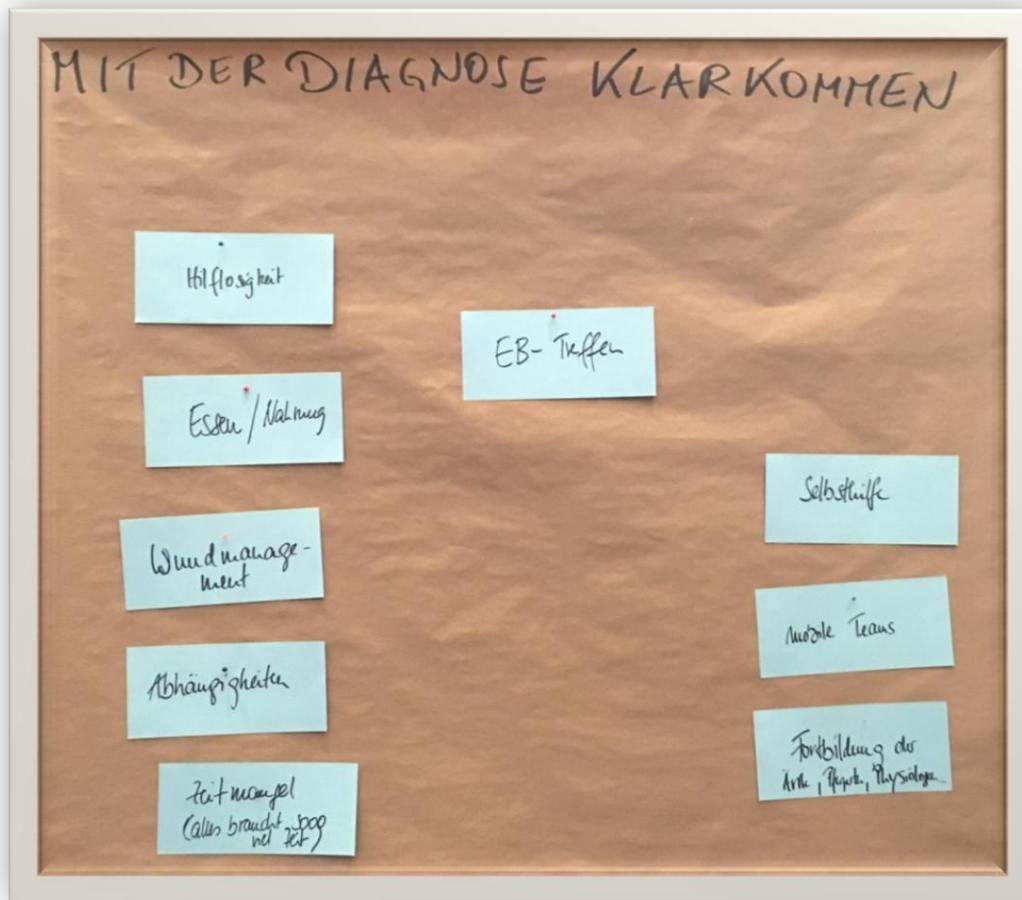 MIT DER DIAGNOSE KLARKOMMEN
Hilflosigkeit
Essen / Nahrung
Wundmanage-
ment
Abhängigkeiten
Zeitmangel
(alles braucht sooo
viel Zeit)
EB- Treffen
Selbsthilfe
mobile Teams
Fortbildung der
Ärzte,